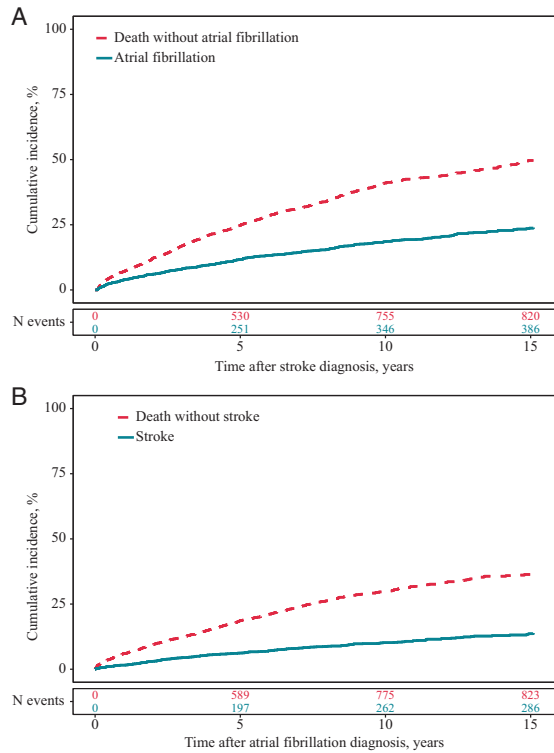 A
100
75
50
25
0
Cumulative incidence, %
Death without atrial fibrillation
Atrial fibrillation
N events
0 530 755 820
0 251 346 386
0 5 10 15
Time after stroke diagnosis, years
B
100
75
50
25
0
Cumulative incidence, %
Death without stroke
Stroke
N events
0 589 775 823
0 197 262 286
0 5 10 15
Time after atrial fibrillation diagnosis, years